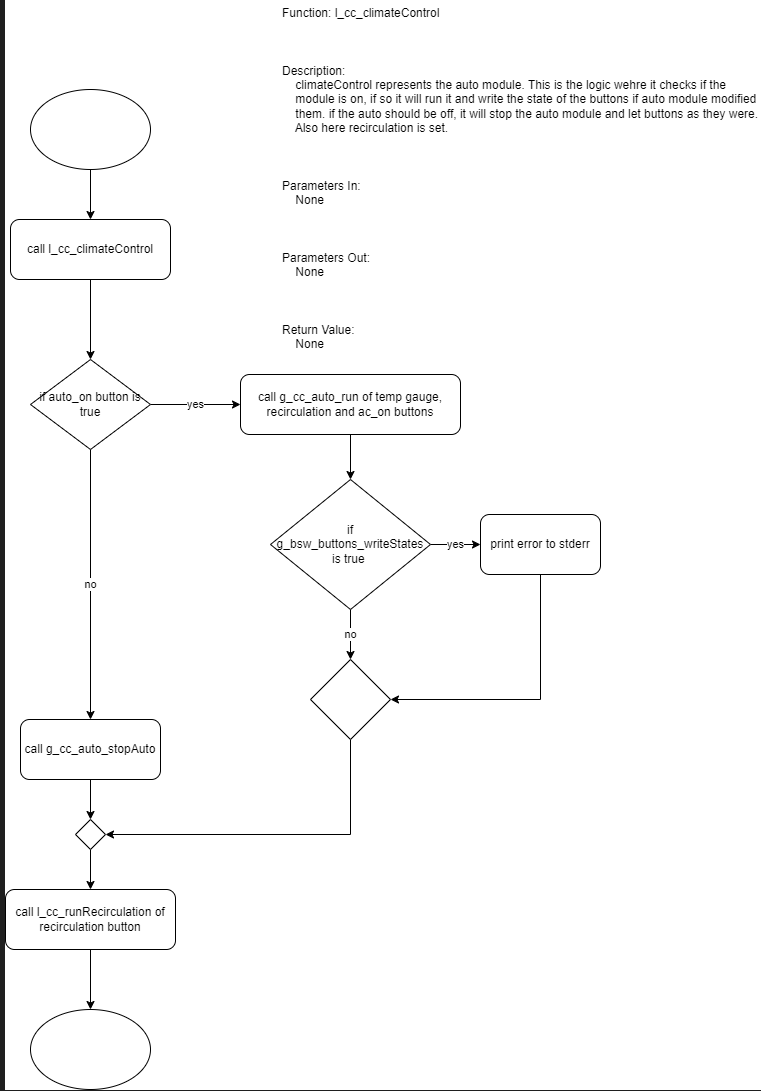 Function: l_cc_climateControl
Description:
climateControl represents the auto module. This is the logic wehre it checks if the
module is on, if so it will run it and write the state of the buttons if auto module modified
them. if the auto should be off, it will stop the auto module and let buttons as they were.
Also here recirculation is set.
Parameters In:
None
Parameters Out:
None
Return Value:
None
call l_cc_climateControl
if auto_on button is
true
yes
call g_cc_auto_run of temp gauge,
recirculation and ac_on buttons
if
g_bsw_buttons_writeStates
is true
yes
print error to stderr
no
no
call g_cc_auto_stopAuto
call l_cc_runRecirculation of
recirculation button